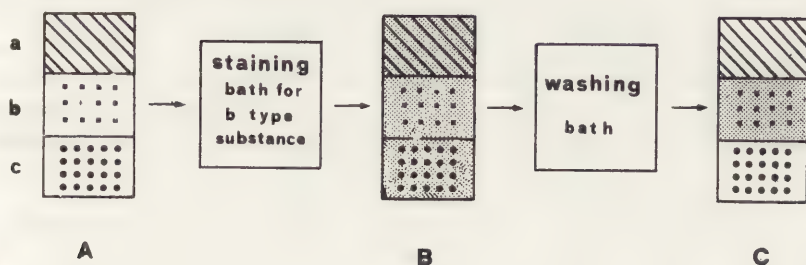 a
b
c
staining
bath for
b type
substance
washing
bath
A
B
C